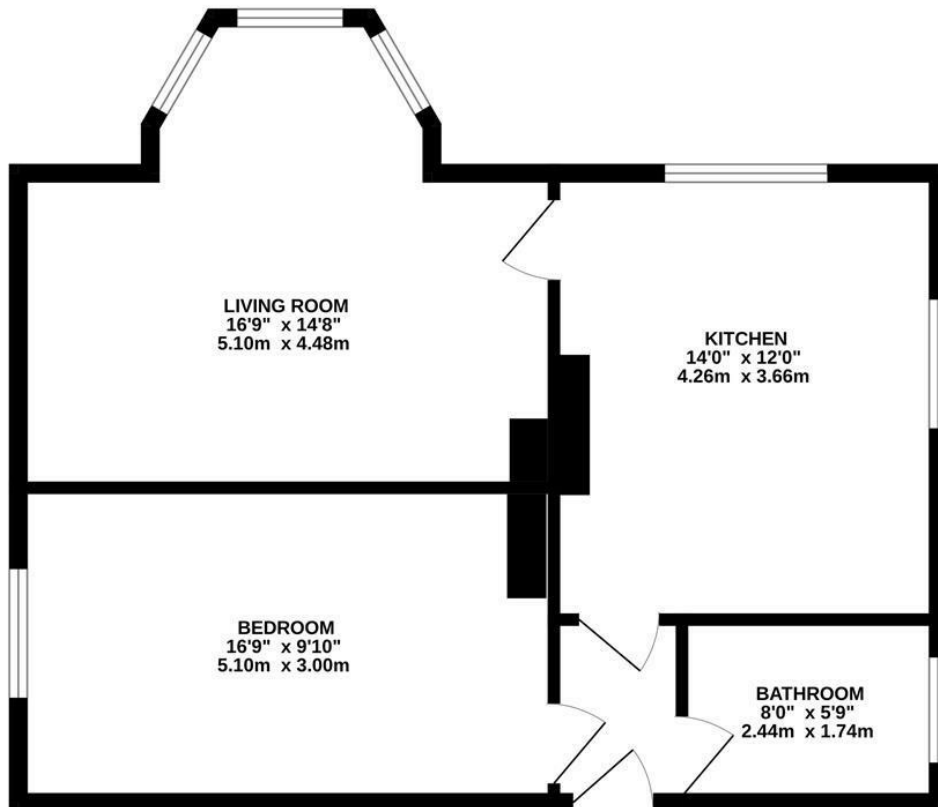 LIVING ROOM
16'9" x 14'8"
5.10m x 4.48m
KITCHEN
14'0" x 12'0"
4.26m x 3.66m
BEDROOM
16'9" x 9'10"
5.10m x 3.00m
BATHROOM
8'0" x 5'9"
2.44m x 1.74m